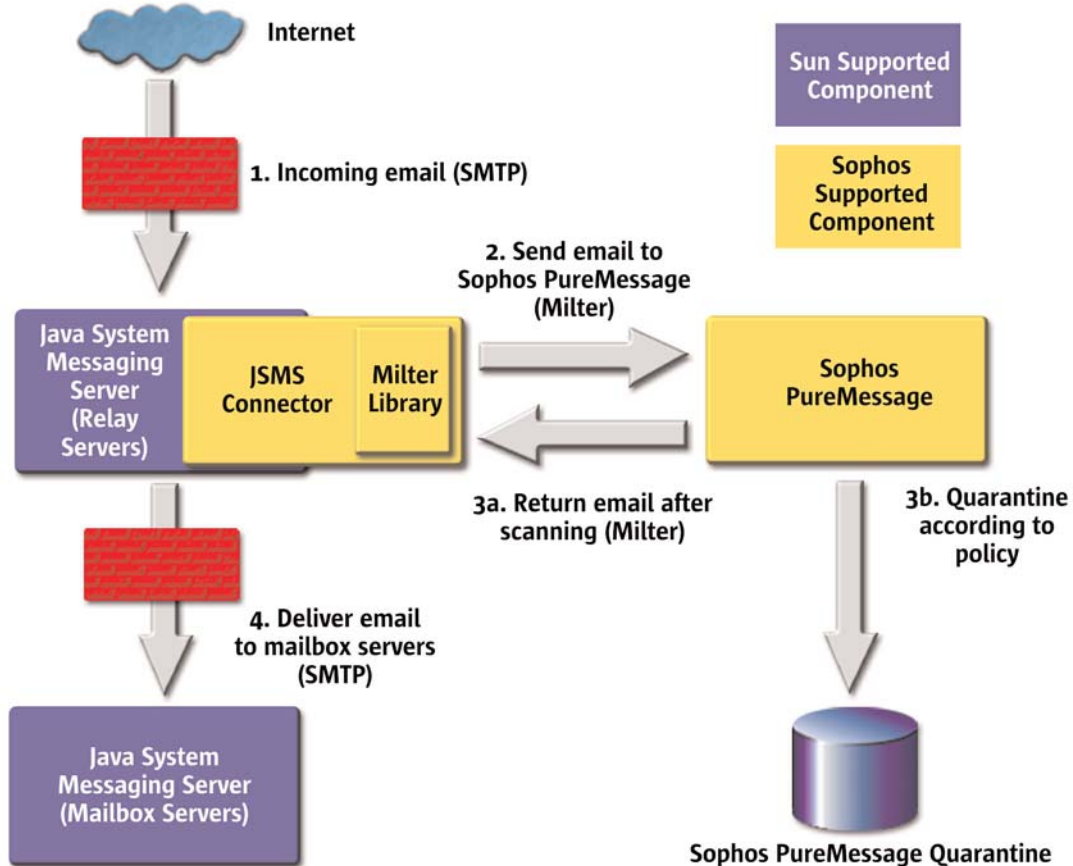 Internet
Sun Supported
Component
1. Incoming email (SMTP)
Sophos
Supported
Component
2. Send email to
Sophos PureMessage
(Milter)
Java System
Messaging
Server
(Relay
Servers)
JSMS
Connector
Milter
Library
Sophos
PureMessage
3a. Return email after
scanning (Milter)
3b. Quarantine
according to
policy
4. Deliver email
to mailbox servers
(SMTP)
Java System
Messaging Server
(Mailbox Servers)
Sophos PureMessage Quarantine